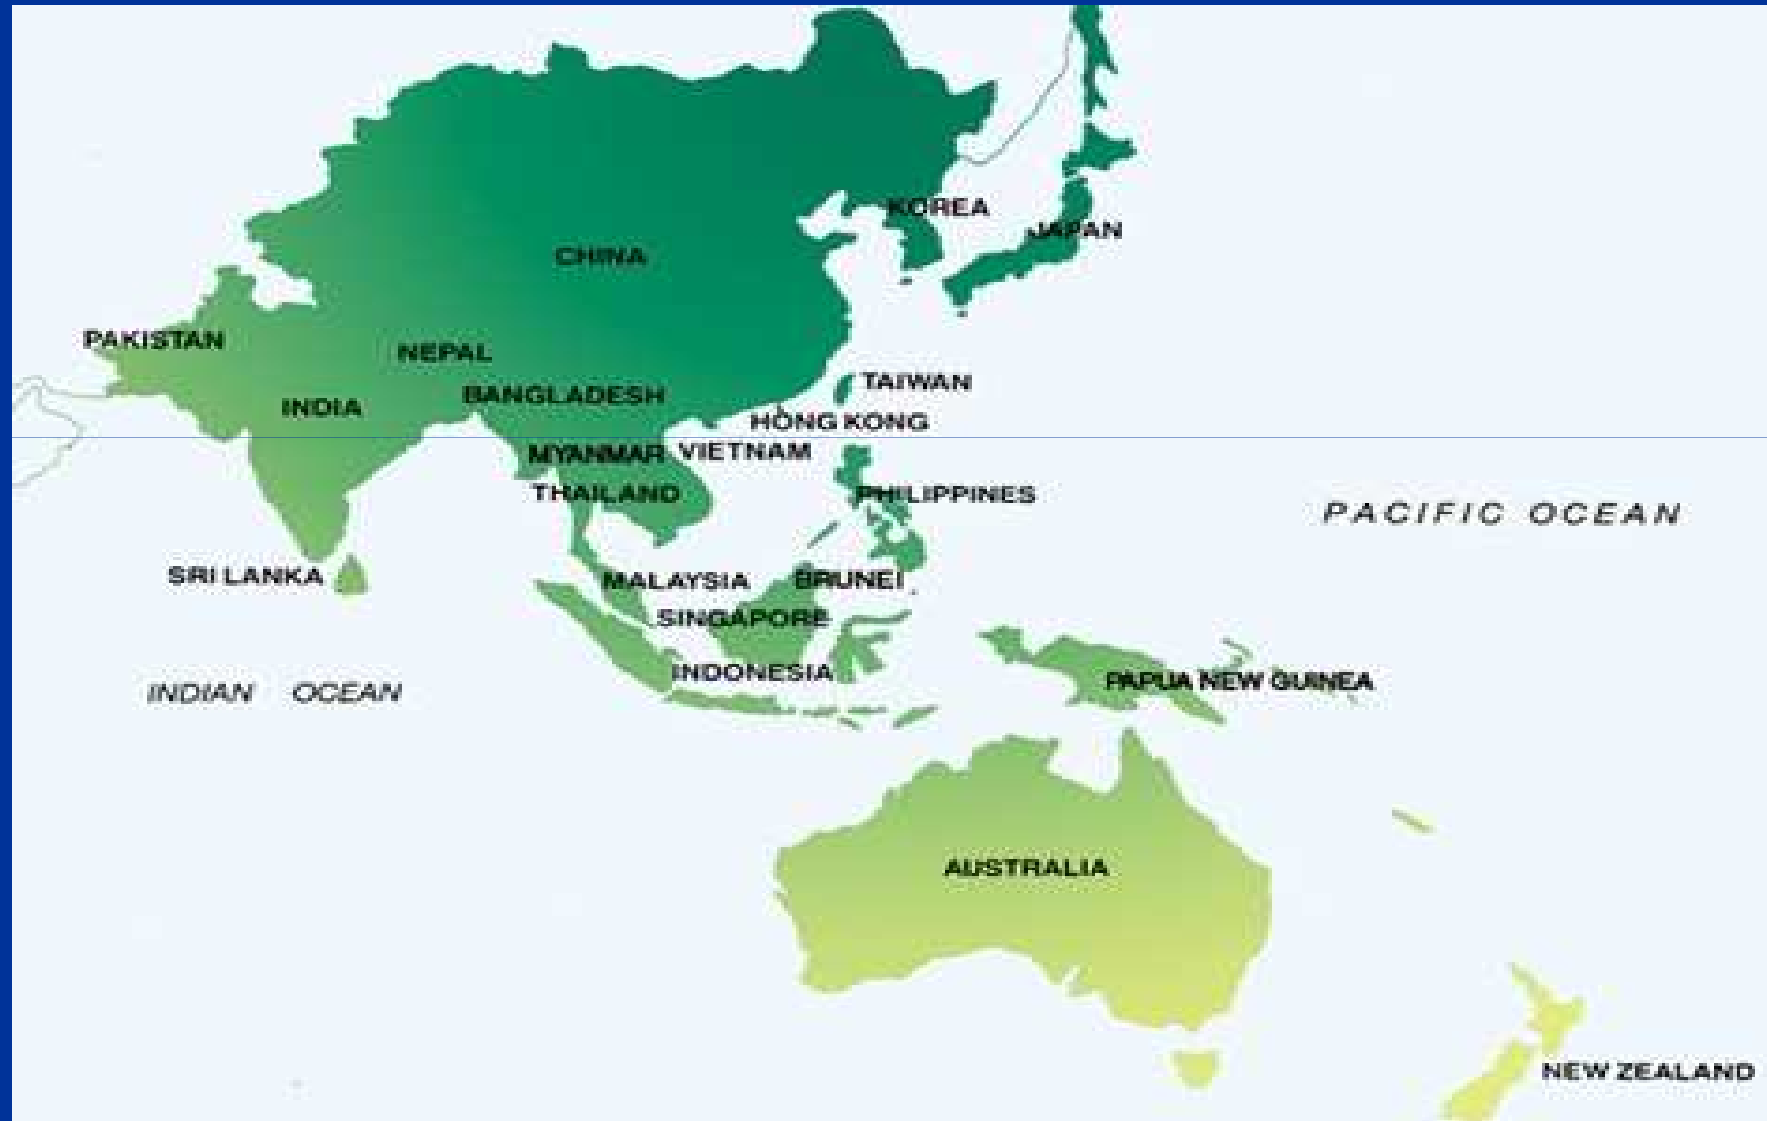 KOREA
JAPAN
CHINA
PAKISTAN
NEPAL
TAIWAN
BANGLADESH
INDIA
HONG KONG
MYANMAR
VIETNAM
THAILAND
PHILIPPINES
PACIFIC OCEAN
SRI LANKA
MALAYSIA
BRUNEI
SINGAPORE
INDONESIA
PAPUA NEW GUINEA
INDIAN OCEAN
AUSTRALIA
NEW ZEALAND